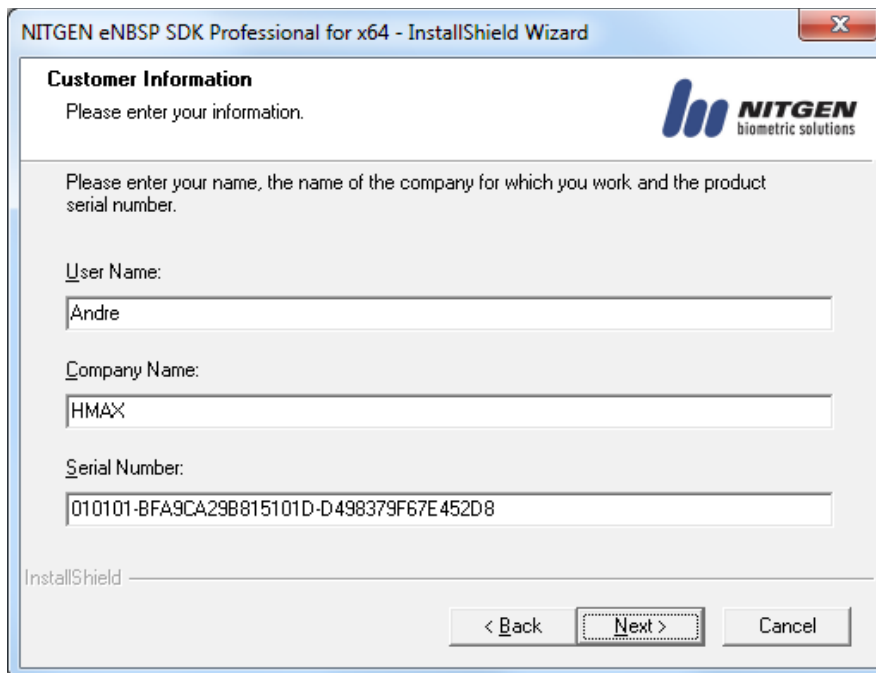 NITGEN eNBSP SDK Professional for x64 - InstallShield Wizard
Customer Information
Please enter your information.
NITGEN
biometric solutions
Please enter your name, the name of the company for which you work and the product
serial number.
User Name:
Andre
Company Name:
HMAX
Serial Number:
010101-BFA9CA29B815101D-D498379F67E452D8
InstallShield
< Back
Next >
Cancel